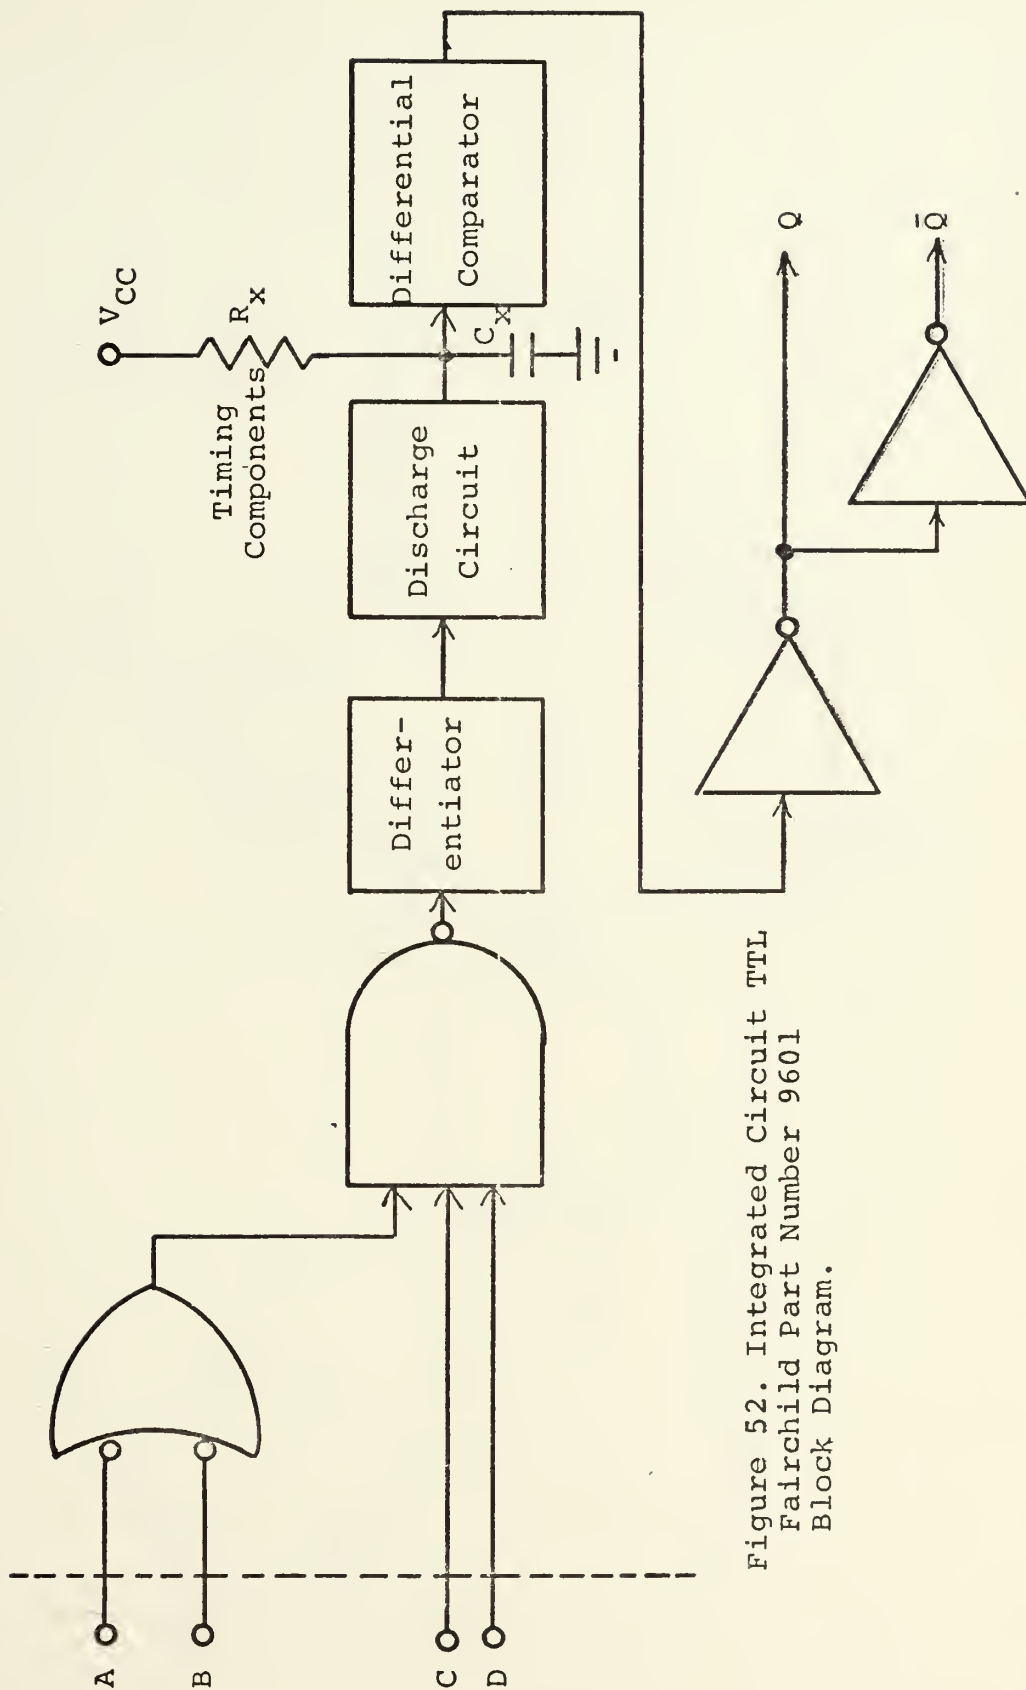 V_CC
R_x
Timing
Components
C_x
A
B
C
D
Differ-
entiator
Discharge
Circuit
Differential
Comparator
Q
Q̄
Figure 52. Integrated Circuit TTL
Fairchild Part Number 9601
Block Diagram.